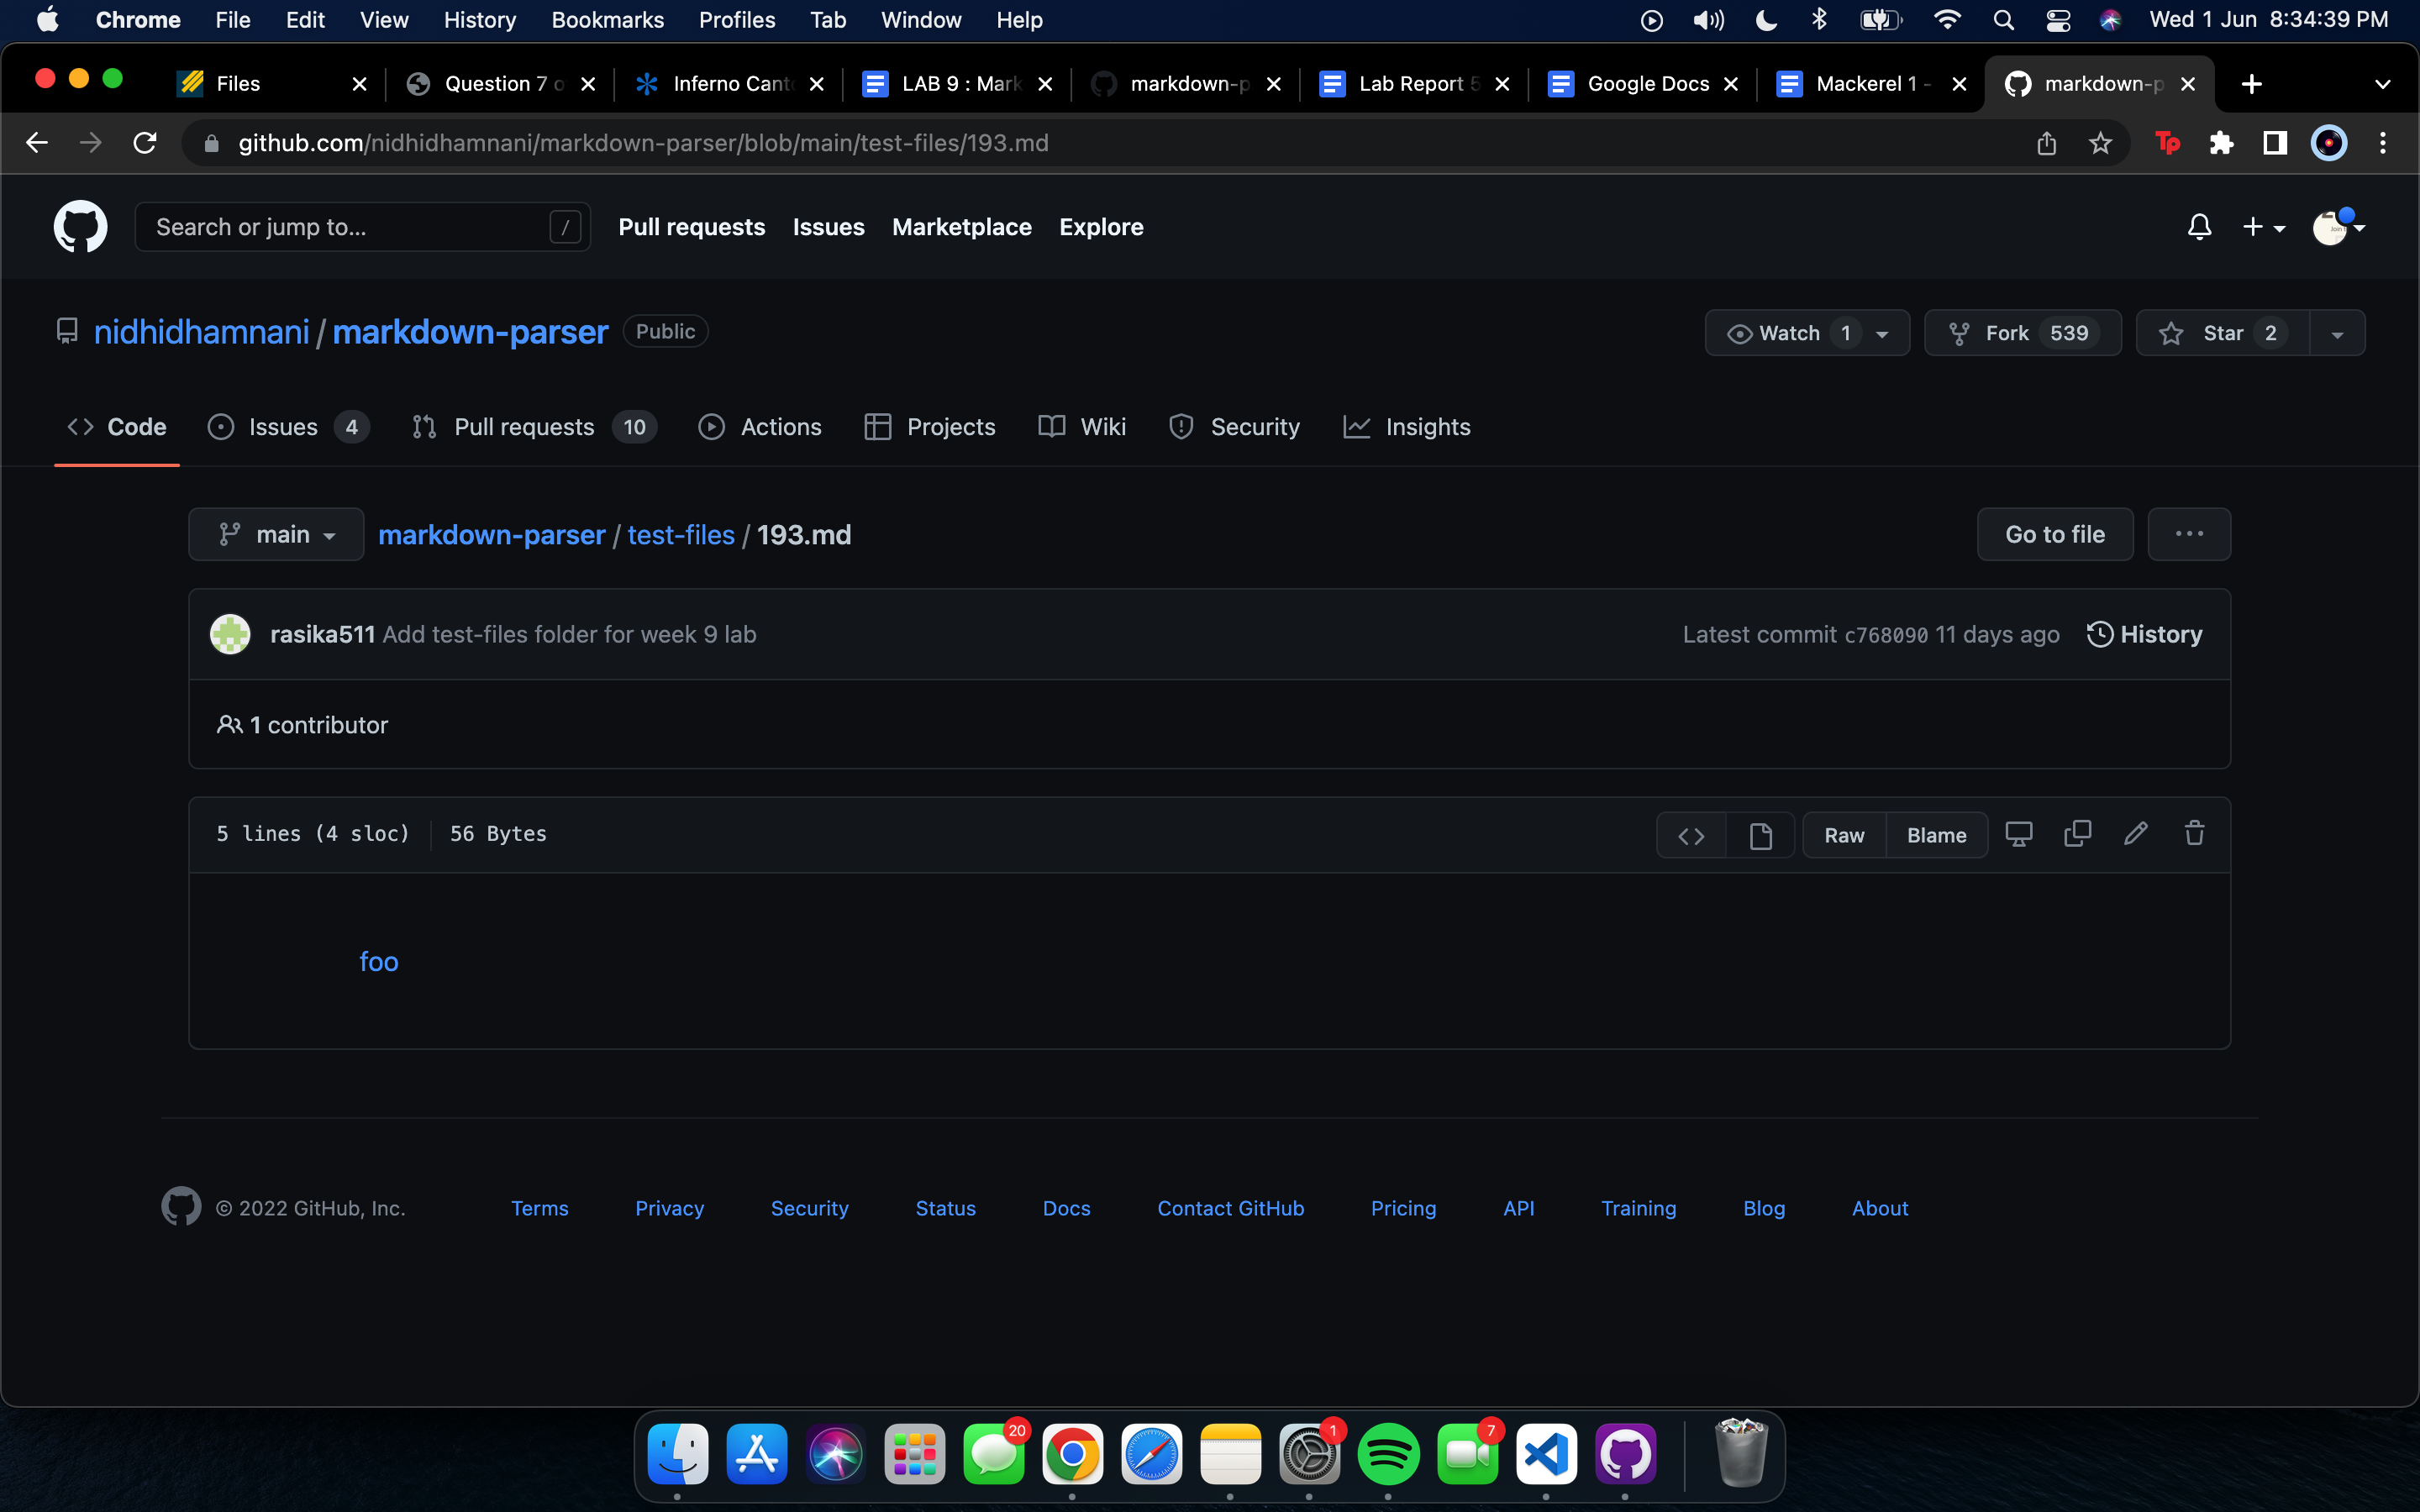 Chrome File Edit View History Bookmarks Profiles Tab Window Help Wed 1 Jun 8:34:39 PM
Files Question 7 o Inferno Canto LAB 9 : Mark markdown-p Lab Report 5 Google Docs Mackerel 1 - markdown-p
github.com/nidhidhamnani/markdown-parser/blob/main/test-files/193.md Tp
Search or jump to... / Pull requests Issues Marketplace Explore
nidhidhamnani / markdown-parser Public Watch 1 Fork 539 Star 2
Code Issues 4 Pull requests 10 Actions Projects Wiki Security Insights
main markdown-parser / test-files / 193.md Go to file ...
rasika511 Add test-files folder for week 9 lab Latest commit c768090 11 days ago History
1 contributor
5 lines (4 sloc) 56 Bytes <> Raw Blame
foo
© 2022 GitHub, Inc. Terms Privacy Security Status Docs Contact GitHub Pricing API Training Blog About
20 1 7